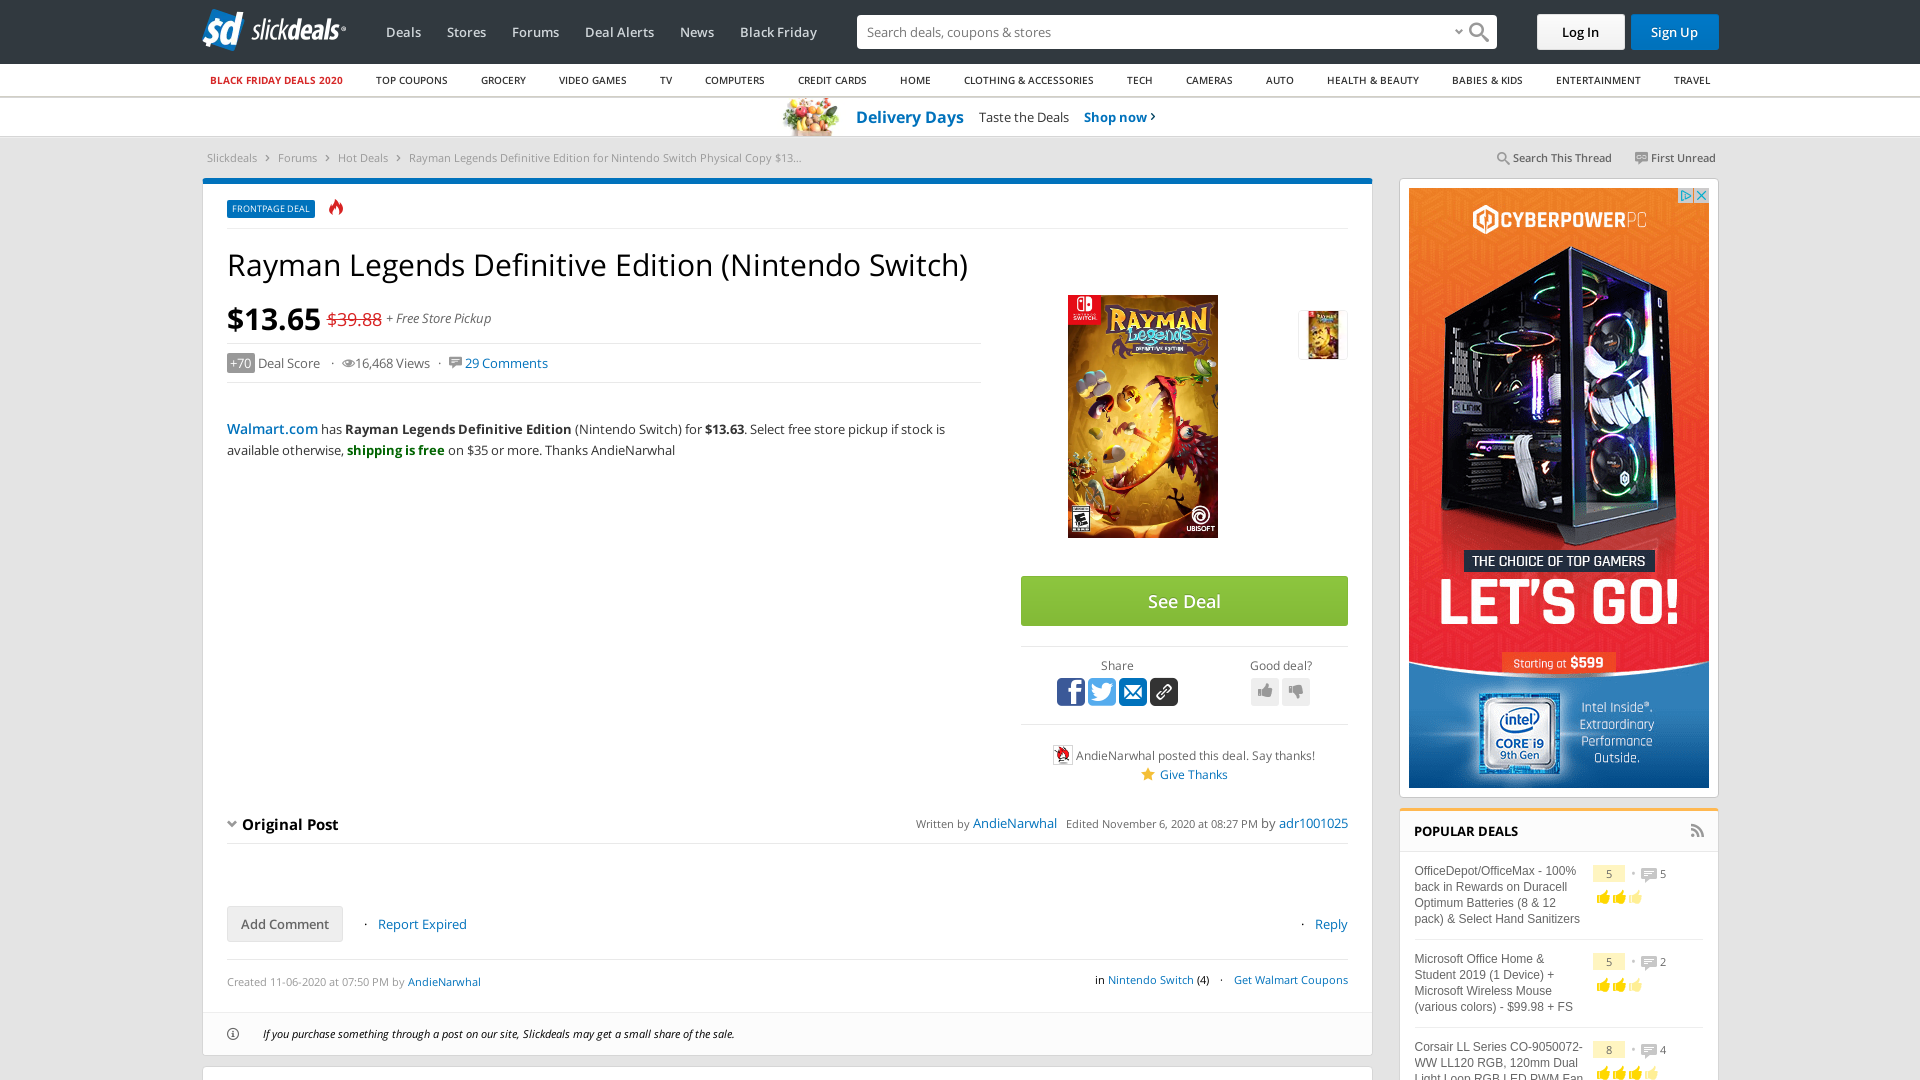 slickdeals
Deals
Stores
Forums
Deal Alerts
News
Black Friday
Search deals, coupons & stores
Log In
Sign Up
BLACK FRIDAY DEALS 2020
TOP COUPONS
GROCERY
VIDEO GAMES
TV
COMPUTERS
CREDIT CARDS
HOME
CLOTHING & ACCESSORIES
TECH
CAMERAS
AUTO
HEALTH & BEAUTY
BABIES & KIDS
ENTERTAINMENT
TRAVEL
Delivery Days Taste the Deals Shop now
Slickdeals > Forums > Hot Deals > Rayman Legends Definitive Edition for Nintendo Switch Physical Copy $13...
Search This Thread
First Unread
FRONTPAGE DEAL
Rayman Legends Definitive Edition (Nintendo Switch)
$13.65 $39.88 + Free Store Pickup
+70 Deal Score · 16,468 Views · 29 Comments
Walmart.com has Rayman Legends Definitive Edition (Nintendo Switch) for $13.63. Select free store pickup if stock is
available otherwise, shipping is free on $35 or more. Thanks AndieNarwhal
SWITCH
RAYMAN
Legends
DEFINITIVE EDITION
E
UBISOFT
See Deal
Share
Good deal?
AndieNarwhal posted this deal. Say thanks!
Give Thanks
Original Post
Written by AndieNarwhal Edited November 6, 2020 at 08:27 PM by adr1001025
Add Comment · Report Expired
· Reply
Created 11-06-2020 at 07:50 PM by AndieNarwhal
in Nintendo Switch (4) · Get Walmart Coupons
If you purchase something through a post on our site, Slickdeals may get a small share of the sale.
CYBERPOWERPC
THE CHOICE OF TOP GAMERS
LET'S GO!
Starting at $599
intel
CORE i9
9th Gen
Intel Inside®.
Extraordinary
Performance
Outside.
POPULAR DEALS
OfficeDepot/OfficeMax - 100%
back in Rewards on Duracell
Optimum Batteries (8 & 12
pack) & Select Hand Sanitizers
5 • 5
Microsoft Office Home &
Student 2019 (1 Device) +
Microsoft Wireless Mouse
(various colors) - $99.98 + FS
5 • 2
Corsair LL Series CO-9050072-
WW LL120 RGB, 120mm Dual
Light Loop RGB LED PWM Fan
8 • 4